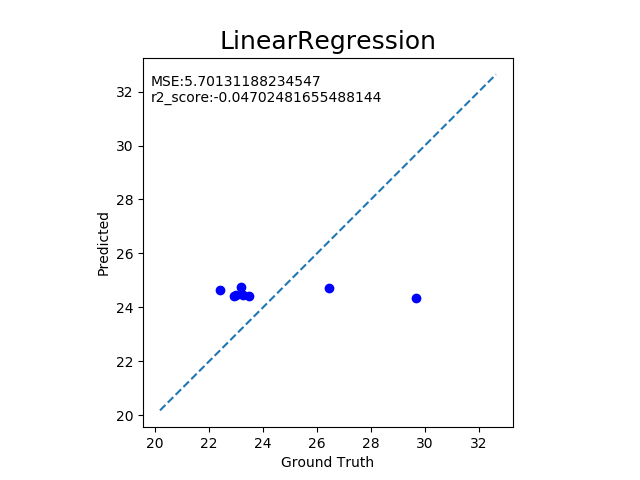 LinearRegression
MSE:5.70131188234547
r2_score:-0.04702481655488144
32
30
28
26
24
22
20
Predicted
20 22 24 26 28 30 32
Ground Truth